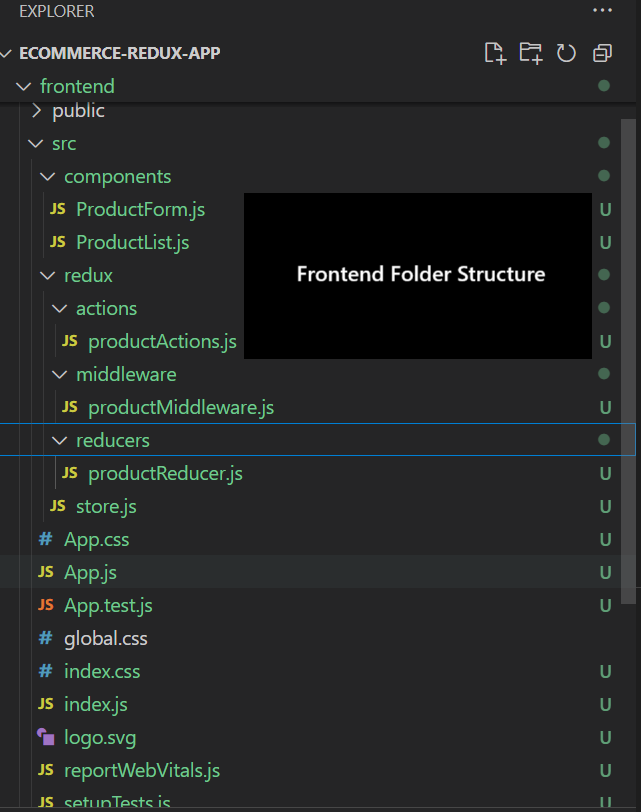 EXPLORER
ECOMMERCE-REDUX-APP
frontend
public
src
components
JS ProductForm.js U
JS ProductList.js U
Frontend Folder Structure
redux
actions
JS productActions.js U
middleware
JS productMiddleware.js U
reducers
JS productReducer.js U
JS store.js U
# App.css U
JS App.js U
JS App.test.js U
# global.css
# index.css U
JS index.js U
logo.svg U
JS reportWebVitals.js U
JS setupTests.js U